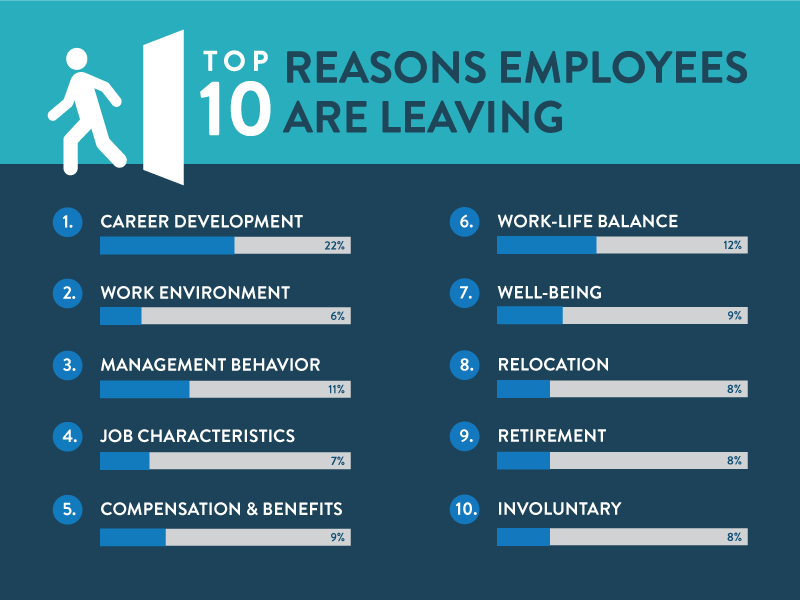 TOP
10
REASONS EMPLOYEES
ARE LEAVING
1. CAREER DEVELOPMENT
22%
2. WORK ENVIRONMENT
6%
3. MANAGEMENT BEHAVIOR
11%
4. JOB CHARACTERISTICS
7%
5. COMPENSATION & BENEFITS
9%
6. WORK-LIFE BALANCE
12%
7. WELL-BEING
9%
8. RELOCATION
8%
9. RETIREMENT
8%
10. INVOLUNTARY
8%